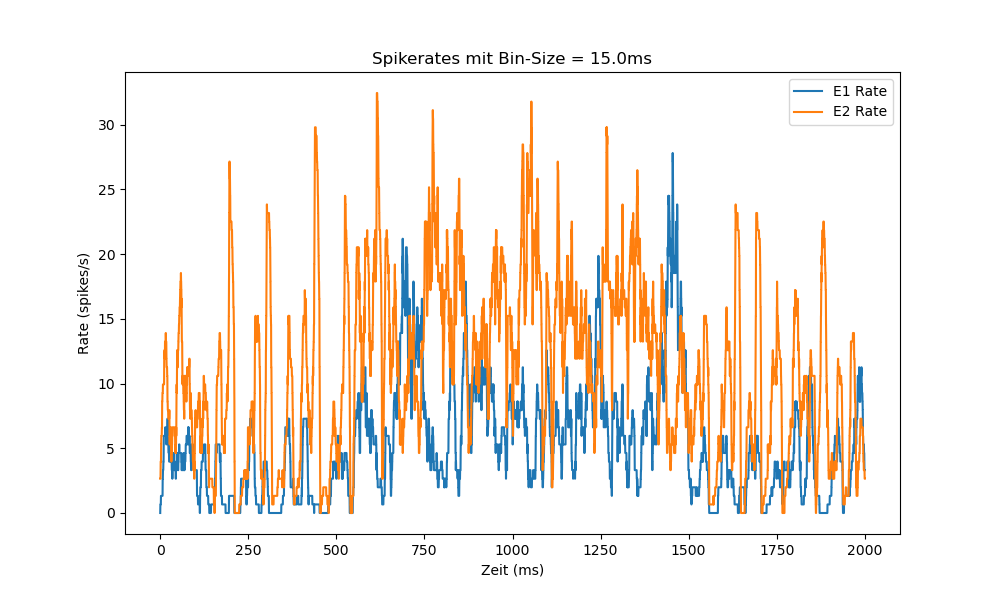 Spikerates mit Bin-Size = 15.0ms
E1 Rate
E2 Rate
Rate (spikes/s)
30
25
20
15
10
5
0
0 250 500 750 1000 1250 1500 1750 2000
Zeit (ms)